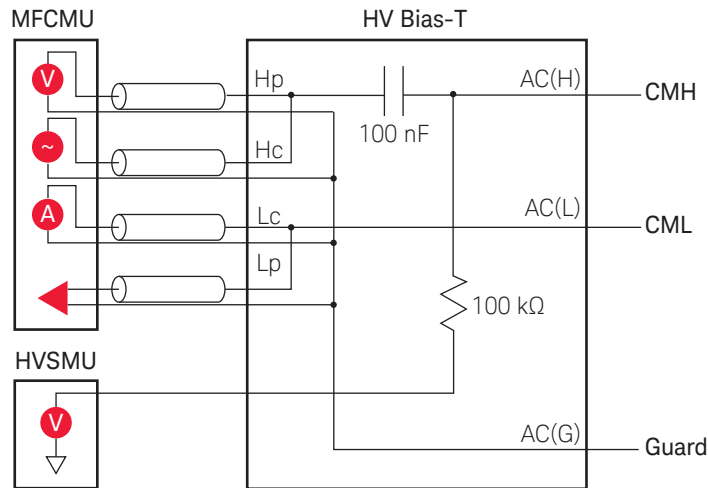 MFCMU
HV Bias-T
V
Hp
AC(H)
CMH
100 nF
~
Hc
A
Lc
AC(L)
CML
Lp
100 kΩ
HVSMU
V
AC(G)
Guard